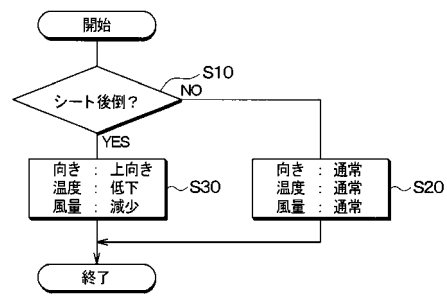 開始
シート後倒？
S10
NO
YES
向き ： 上向き
温度 ： 低下
風量 ： 減少
S30
向き ： 通常
温度 ： 通常
風量 ： 通常
S20
終了